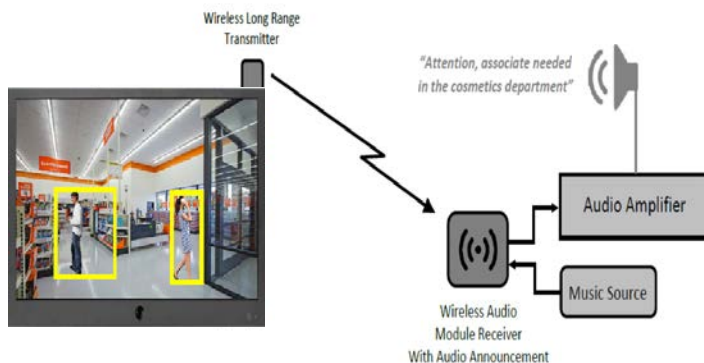 Wireless Long Range
Transmitter
“Attention, associate needed
in the cosmetics department”
Audio Amplifier
Music Source
Wireless Audio
Module Receiver
With Audio Announcement